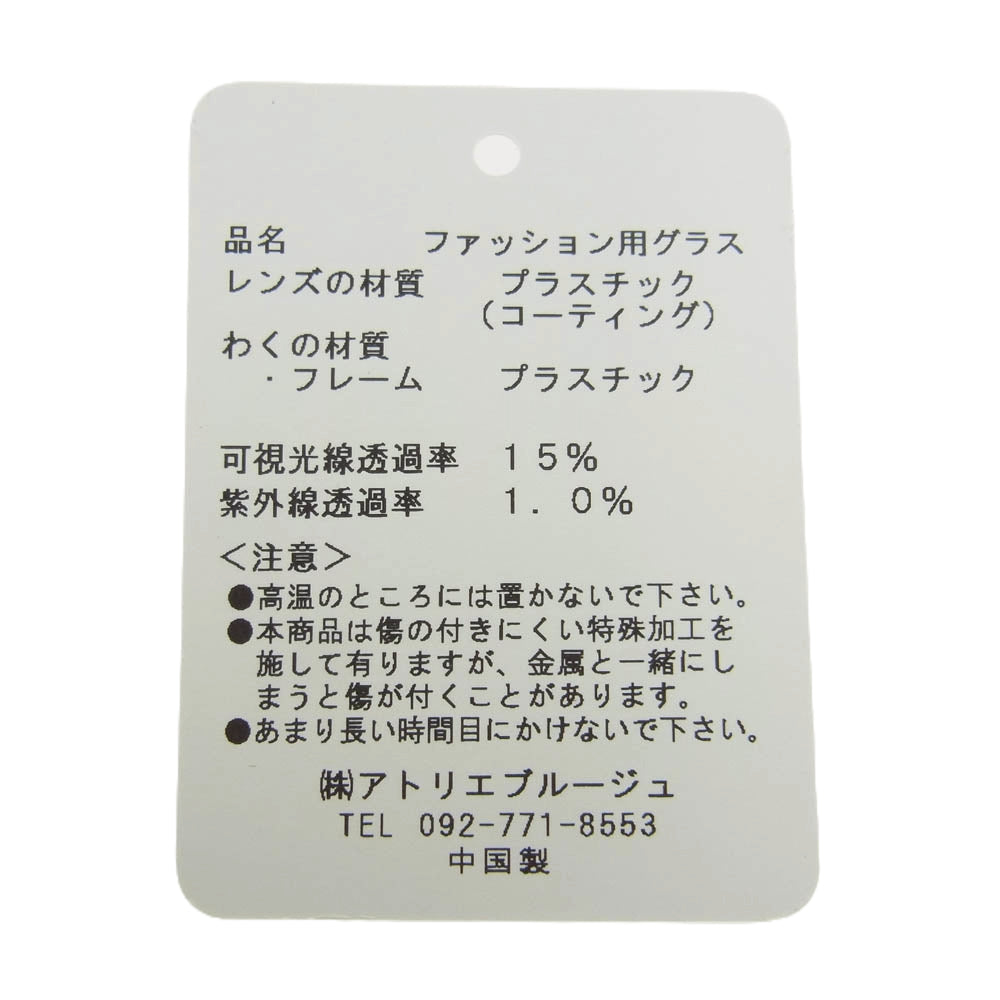 品名 ファッション用グラス
レンズの材質 プラスチック
(コーティング)
わくの材質
・フレーム プラスチック
可視光線透過率 15%
紫外線透過率 1.0%
<注意>
●高温のところには置かないで下さい。
●本商品は傷の付きにくい特殊加工を
施して有りますが、金属と一緒にし
まうと傷が付くことがあります。
●あまり長い時間目にかけないで下さい。
㈱アトリエブルージュ
TEL 092-771-8553
中国製